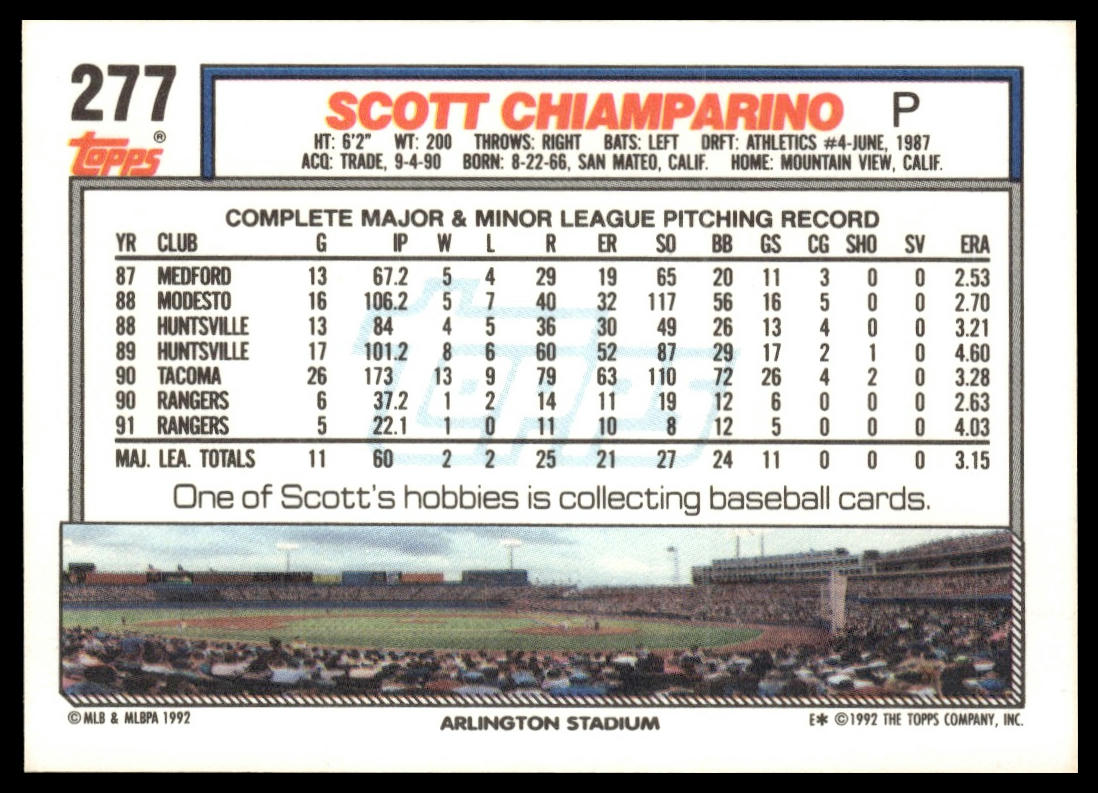 277
topps®
SCOTT CHIAMPARINO P
HT: 6'2" WT: 200 THROWS: RIGHT BATS: LEFT DRFT: ATHLETICS #4-JUNE, 1987
ACQ: TRADE, 9-4-90 BORN: 8-22-66, SAN MATEO, CALIF. HOME: MOUNTAIN VIEW, CALIF.
COMPLETE MAJOR & MINOR LEAGUE PITCHING RECORD
YR CLUB G IP W L R ER SO BB GS CG SHO SV ERA
87 MEDFORD 13 67.2 5 4 29 19 65 20 11 3 0 0 2.53
88 MODESTO 16 106.2 5 7 40 32 117 56 16 5 0 0 2.70
88 HUNTSVILLE 13 84 4 5 36 30 49 26 13 4 0 0 3.21
89 HUNTSVILLE 17 101.2 8 6 60 52 87 29 17 2 1 0 4.60
90 TACOMA 26 173 13 9 79 63 110 72 26 4 2 0 3.28
90 RANGERS 6 37.2 1 2 14 11 19 12 6 0 0 0 2.63
91 RANGERS 5 22.1 1 0 11 10 8 12 5 0 0 0 4.03
MAJ. LEA. TOTALS 11 60 2 2 25 21 27 24 11 0 0 0 3.15
topps
One of Scott's hobbies is collecting baseball cards.
© MLB & MLBPA 1992
ARLINGTON STADIUM
E* ©1992 THE TOPPS COMPANY, INC.